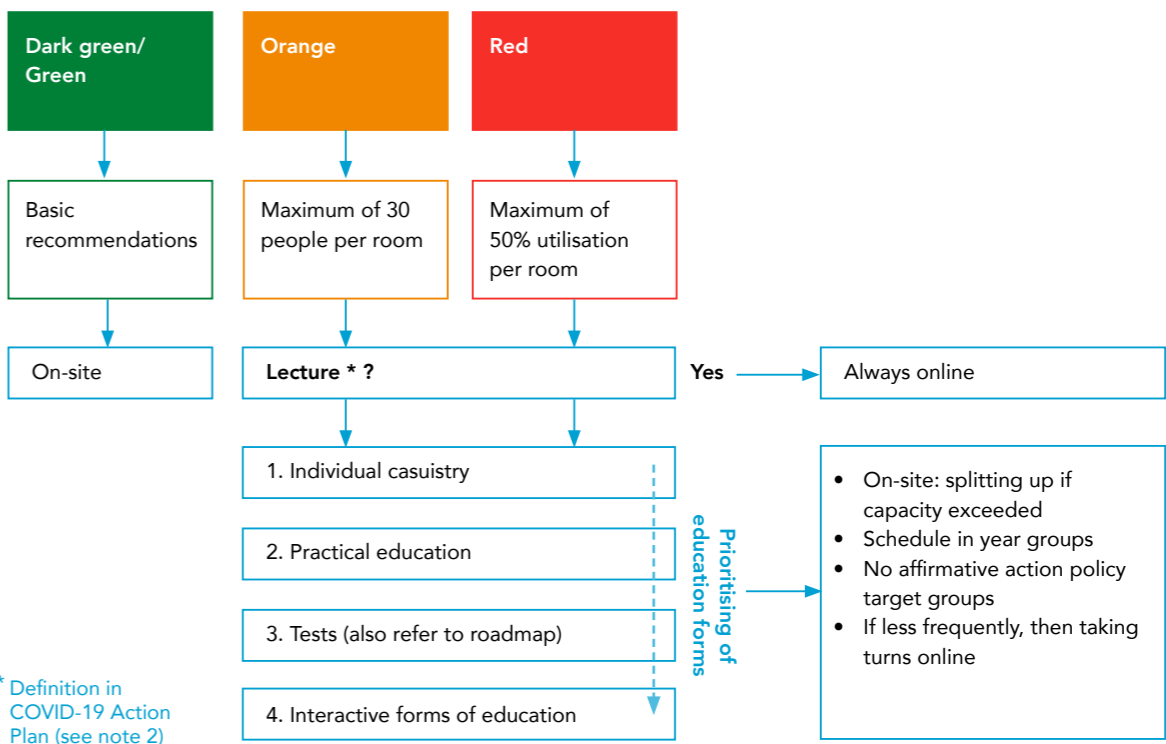 Dark green/
Green
Orange
Red
Basic
recommendations
Maximum of 30
people per room
Maximum of
50% utilisation
per room
On-site
Lecture * ?
Yes
Always online
1. Individual casuistry
2. Practical education
3. Tests (also refer to roadmap)
4. Interactive forms of education
Prioritising of
education forms
• On-site: splitting up if
capacity exceeded
• Schedule in year groups
• No affirmative action policy
target groups
• If less frequently, then taking
turns online
* Definition in
COVID-19 Action
Plan (see note 2)